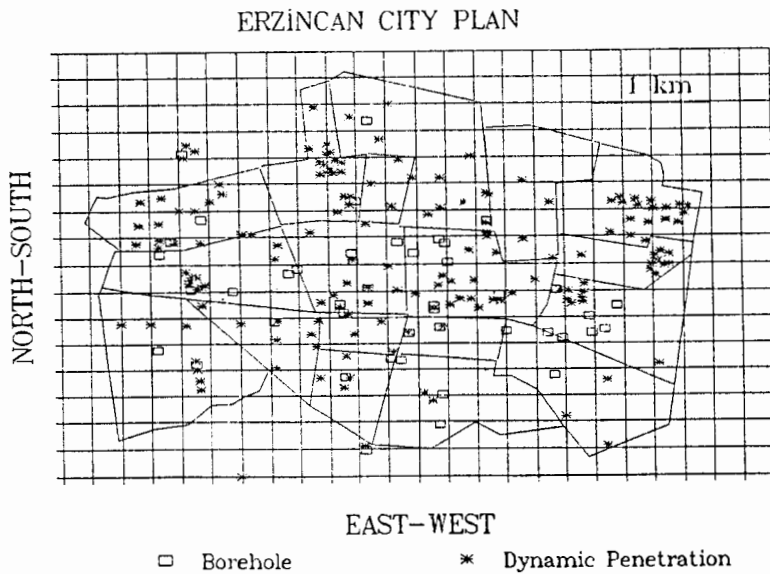 ERZİNCAN CITY PLAN
1 km
NORTH-SOUTH
EAST-WEST
Borehole
Dynamic Penetration